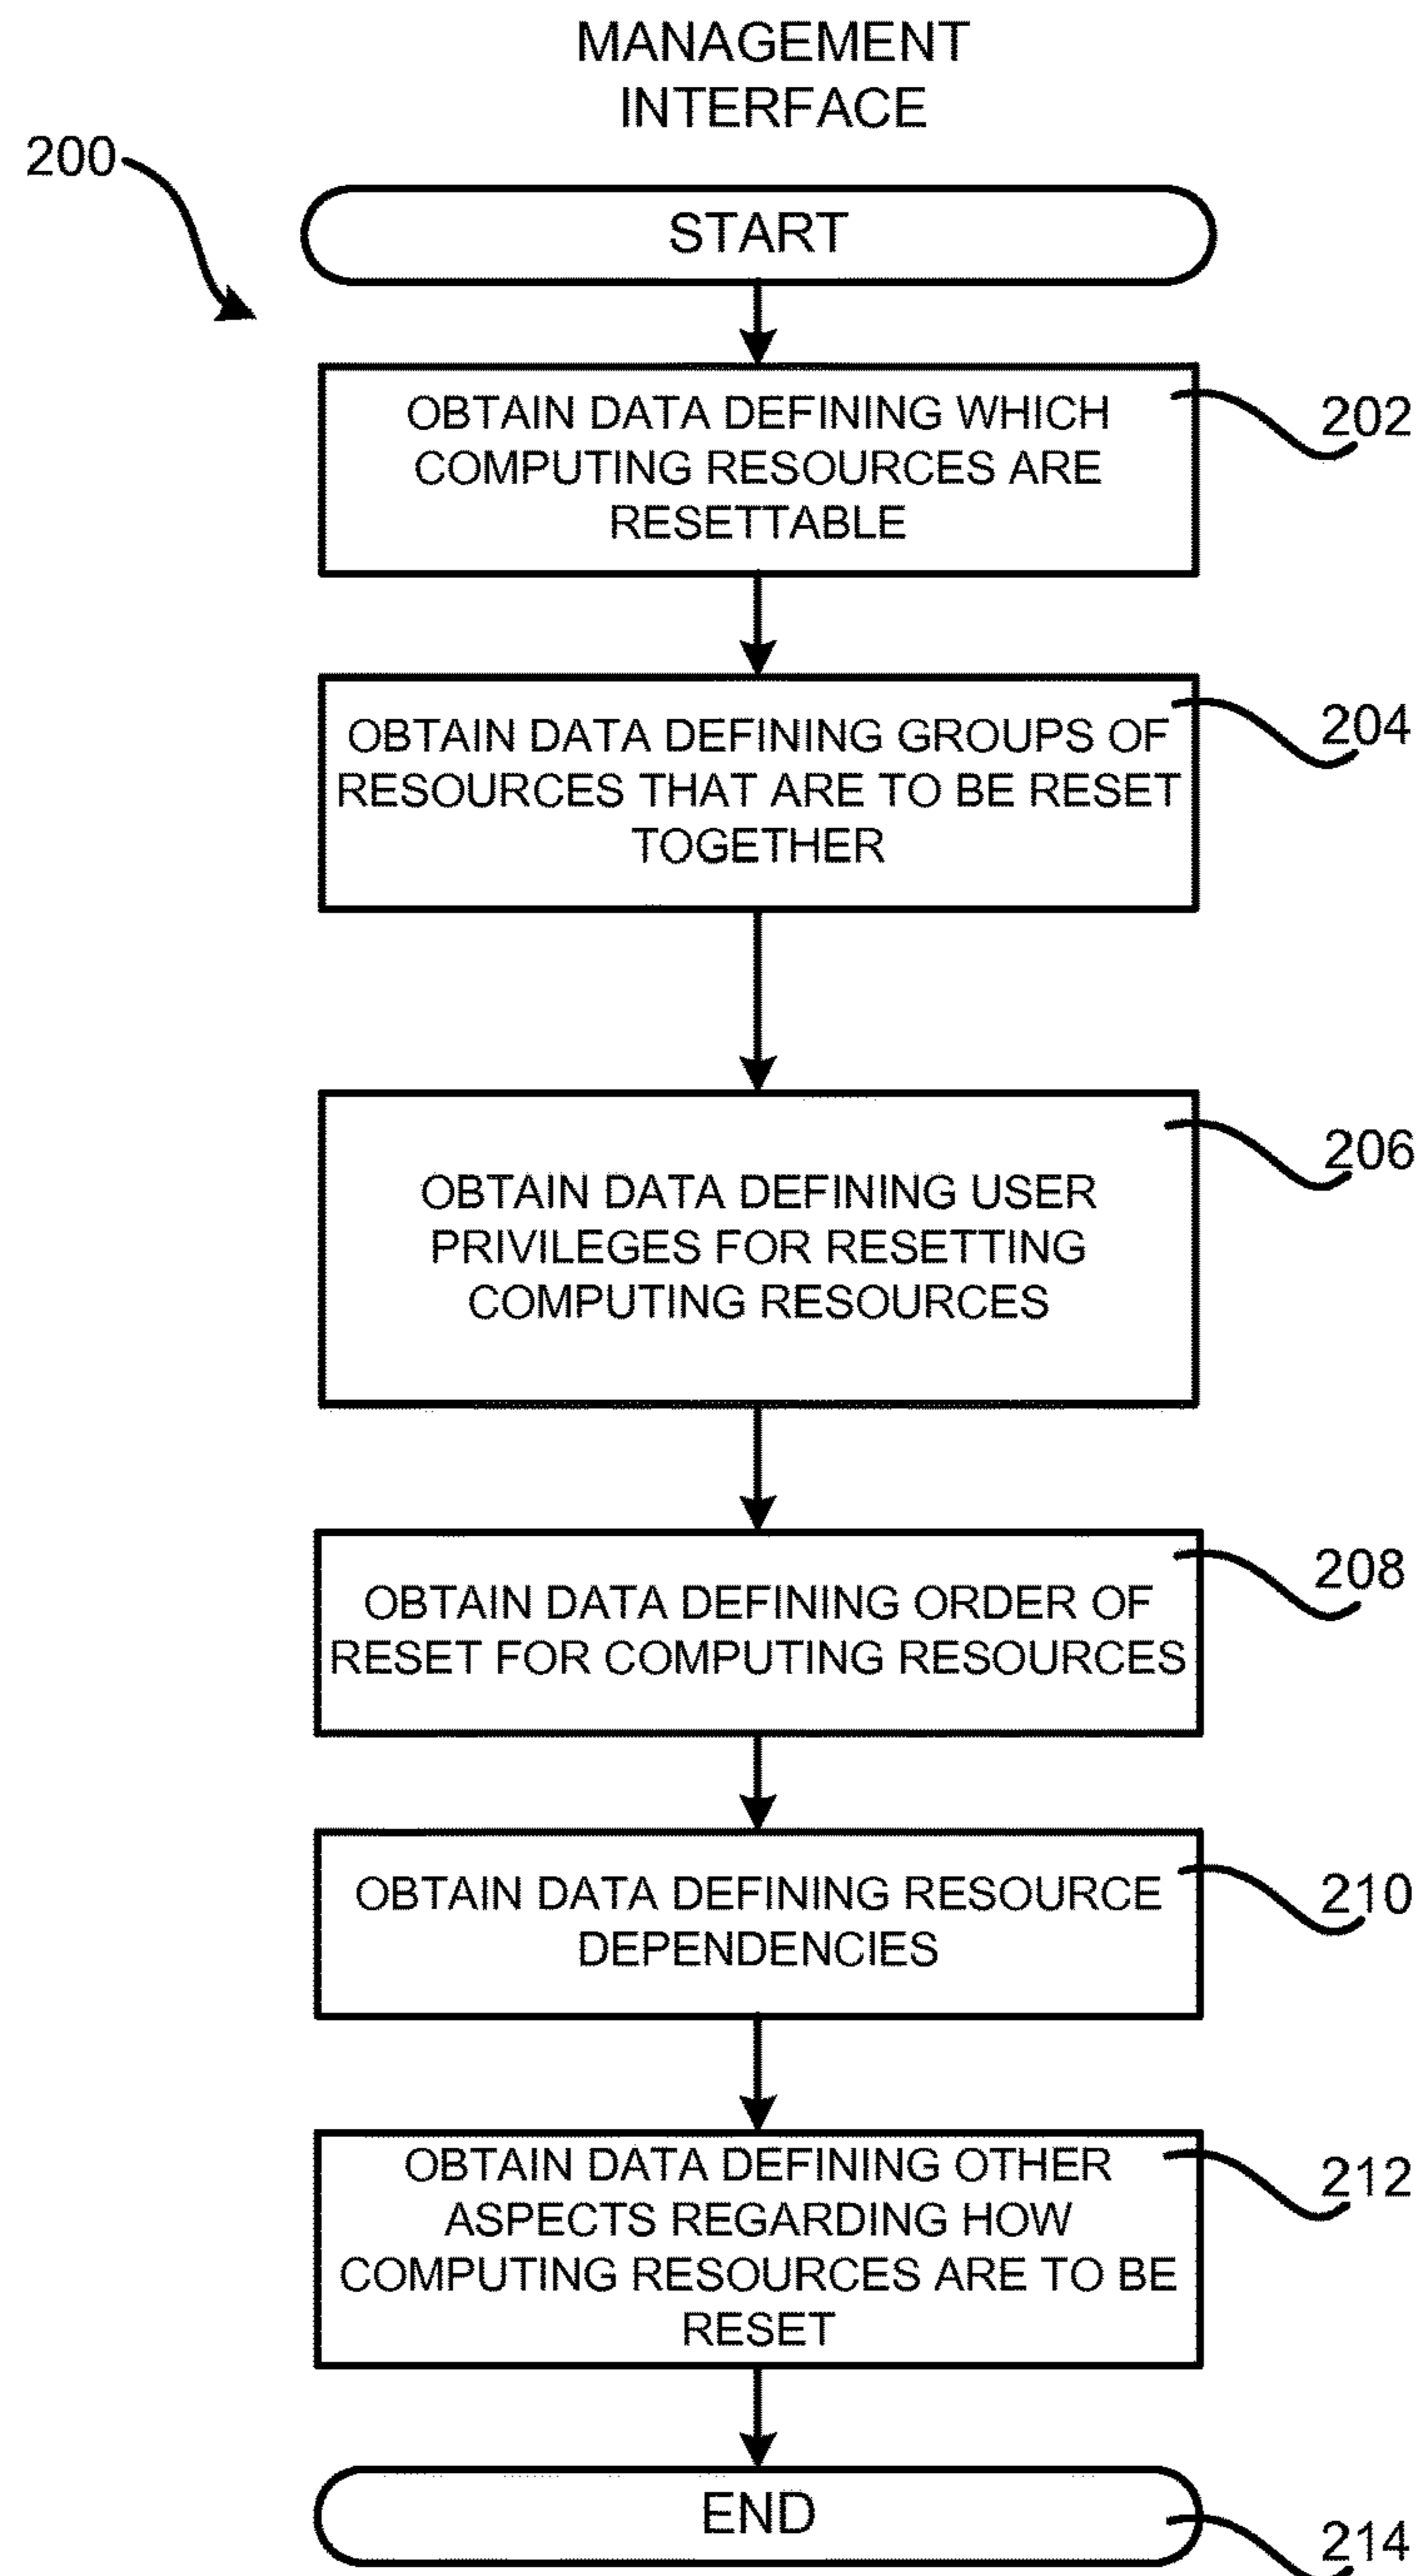 MANAGEMENT
INTERFACE
200
START
OBTAIN DATA DEFINING WHICH
COMPUTING RESOURCES ARE
RESETTABLE
202
OBTAIN DATA DEFINING GROUPS OF
RESOURCES THAT ARE TO BE RESET
TOGETHER
204
OBTAIN DATA DEFINING USER
PRIVILEGES FOR RESETTING
COMPUTING RESOURCES
206
OBTAIN DATA DEFINING ORDER OF
RESET FOR COMPUTING RESOURCES
208
OBTAIN DATA DEFINING RESOURCE
DEPENDENCIES
210
OBTAIN DATA DEFINING OTHER
ASPECTS REGARDING HOW
COMPUTING RESOURCES ARE TO BE
RESET
212
END
214